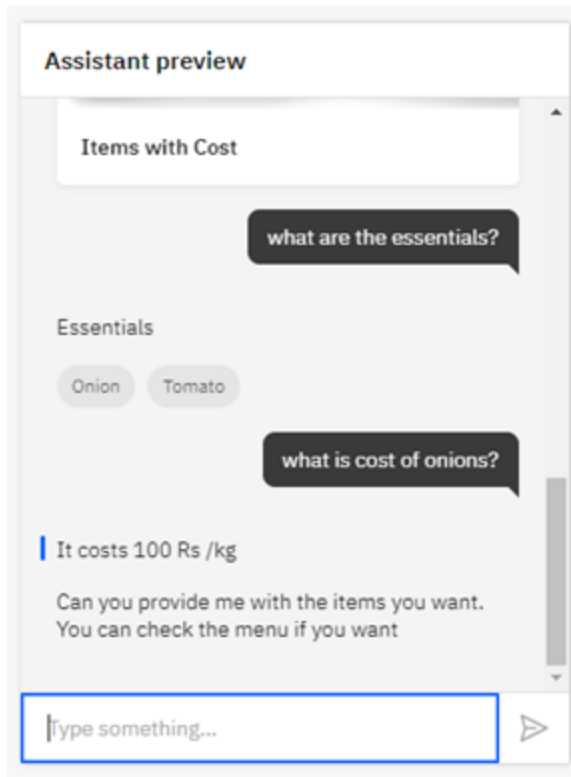 Assistant preview
Items with Cost
what are the essentials?
Essentials
Onion Tomato
what is cost of onions?
It costs 100 Rs /kg
Can you provide me with the items you want.
You can check the menu if you want
Type something...